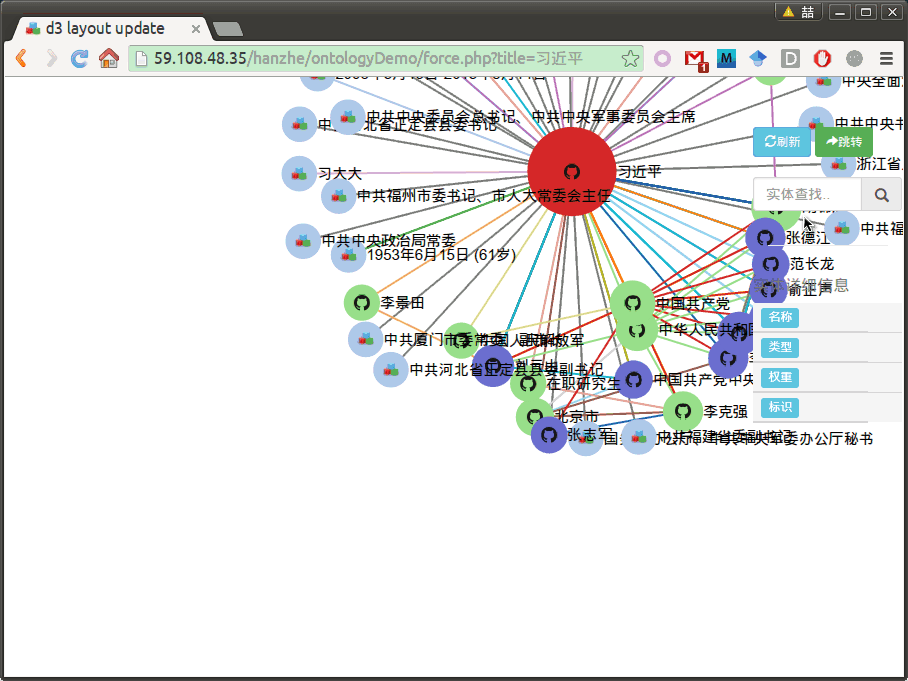 喆
d3 layout update
59.108.48.35/hanzhe/ontologyDemo/force.php?title=习近平
M
D
1
中央全面
中共中央委员会总书记、中共中央军事委员会主席
北省正定县县委书记
中共中央书
刷新
跳转
习大大
习近平
浙江省
中共福州市委书记、市人大常委会主任
实体查找..
中共福
中共中央政治局常委
张德江
1953年6月15日 (61岁)
范长龙
详细信息
俞正声
李景田
中国共产党
名称
中华人民共和国
中共厦门市委常委、副市长
人民解放军
类型
中共河北省正定县县委副书记
在职研究生
中国共产党中央
权重
李克强
标识
北京市
张志军
中共福建省委副书记
中央军委办公厅秘书